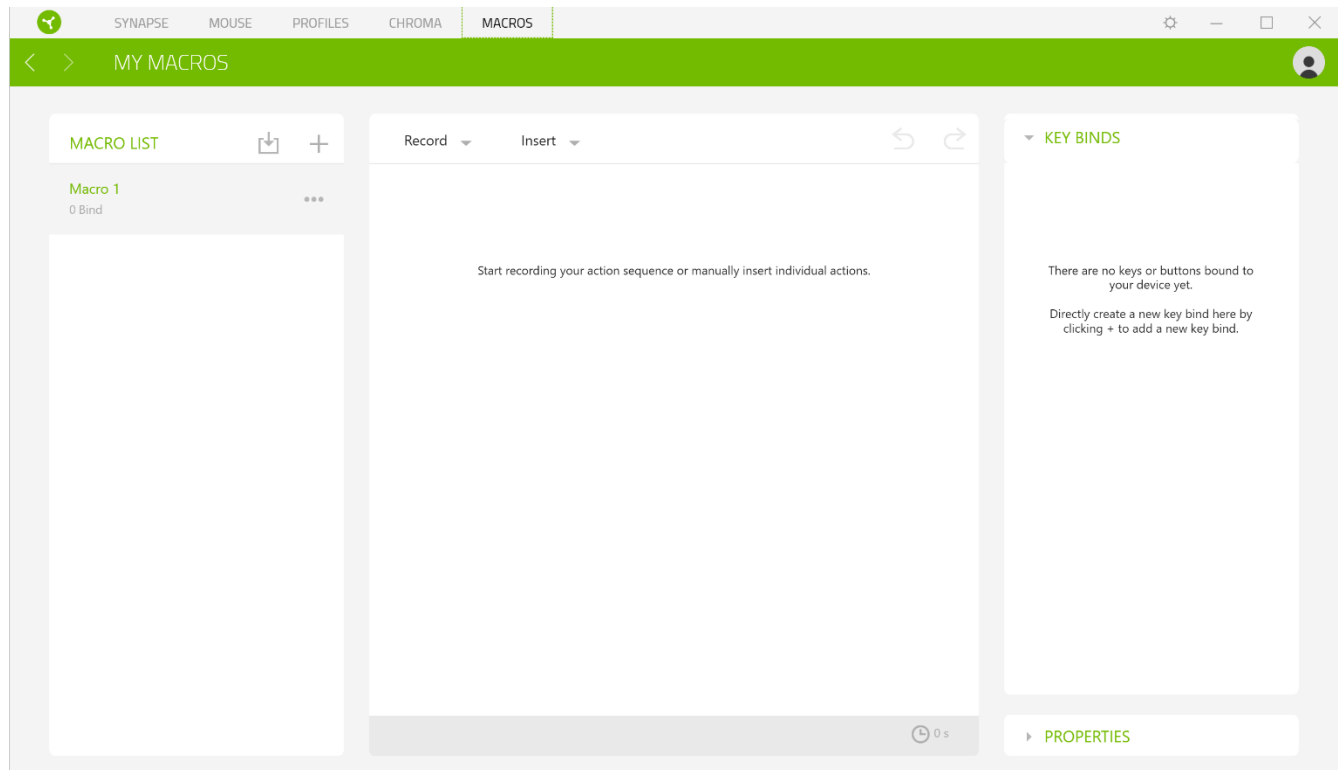 SYNAPSE MOUSE PROFILES CHROMA MACROS
MY MACROS
MACRO LIST
Macro 1
0 Bind
Record Insert
Start recording your action sequence or manually insert individual actions.
0 s
KEY BINDS
There are no keys or buttons bound to
your device yet.
Directly create a new key bind here by
clicking + to add a new key bind.
PROPERTIES